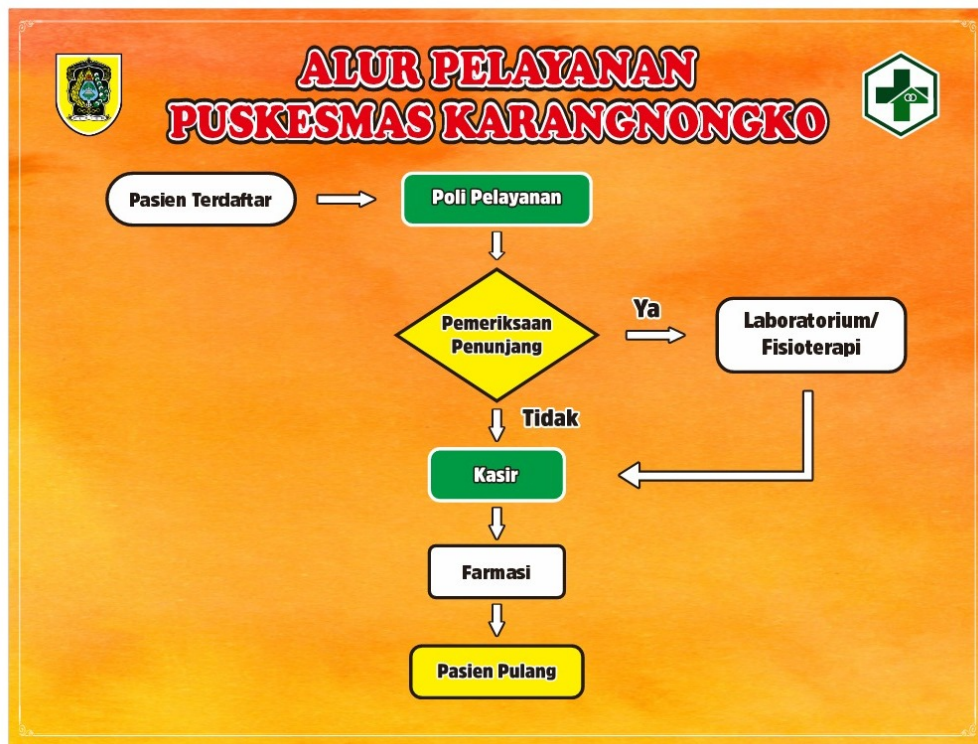 ALUR PELAYANAN
PUSKESMAS KARANGNONGKO
Pasien Terdaftar
Poli Pelayanan
Pemeriksaan
Penunjang
Ya
Laboratorium/
Fisioterapi
Tidak
Kasir
Farmasi
Pasien Pulang